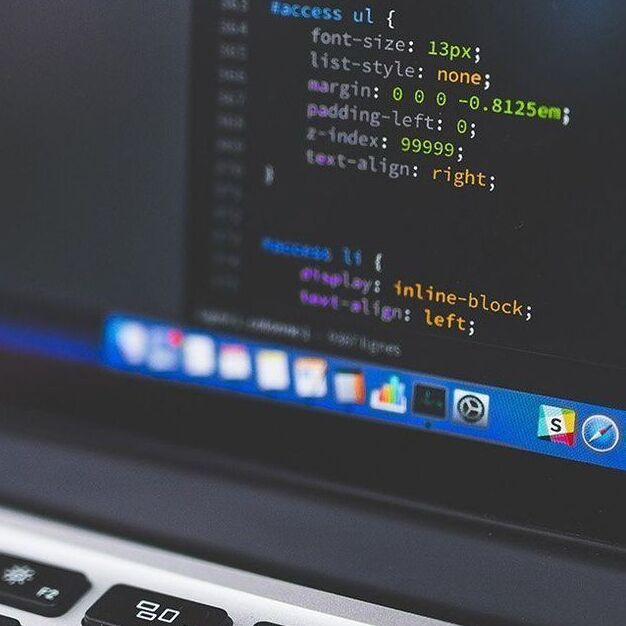 #access ul {
font-size: 13px;
list-style: none;
margin: 0 0 0 -0.8125em;
padding-left: 0;
z-index: 99999;
text-align: right;
}
#access li {
display: inline-block;
text-align: left;
S
F2